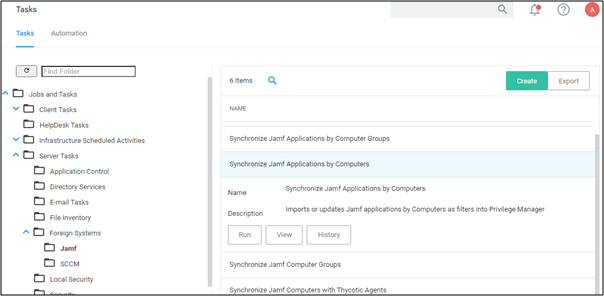 Tasks
A
Tasks
Automation
Find Folder
Jobs and Tasks
Client Tasks
HelpDesk Tasks
Infrastructure Scheduled Activities
Server Tasks
Application Control
Directory Services
E-mail Tasks
File Inventory
Foreign Systems
Jamf
SCCM
Local Security
Security
6 Items
Create
Export
NAME
Synchronize Jamf Applications by Computer Groups
Synchronize Jamf Applications by Computers
Name Synchronize Jamf Applications by Computers
Description Imports or updates Jamf applications by Computers as filters into Privilege Manager
Run
View
History
Synchronize Jamf Computer Groups
Synchronize Jamf Computers with Thycotic Agents